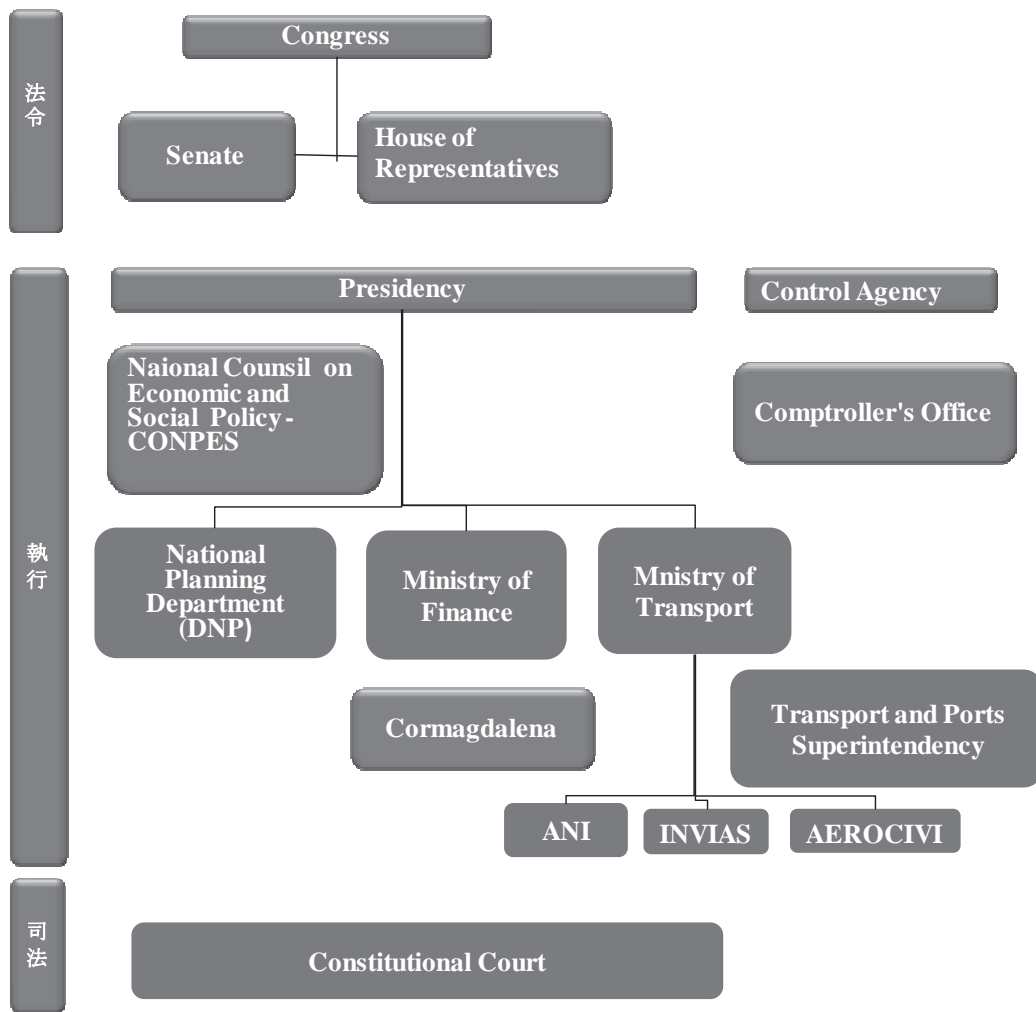 法
令
Congress
Senate
House of
Representatives
執
行
Presidency
Control Agency
Naional Counsil on
Economic and
Social Policy-
CONPES
Comptroller's Office
National
Planning
Department
(DNP)
Ministry of
Finance
Mnistry of
Transport
Cormagdalena
Transport and Ports
Superintendency
ANI
INVIAS
AEROCIVI
司
法
Constitutional Court